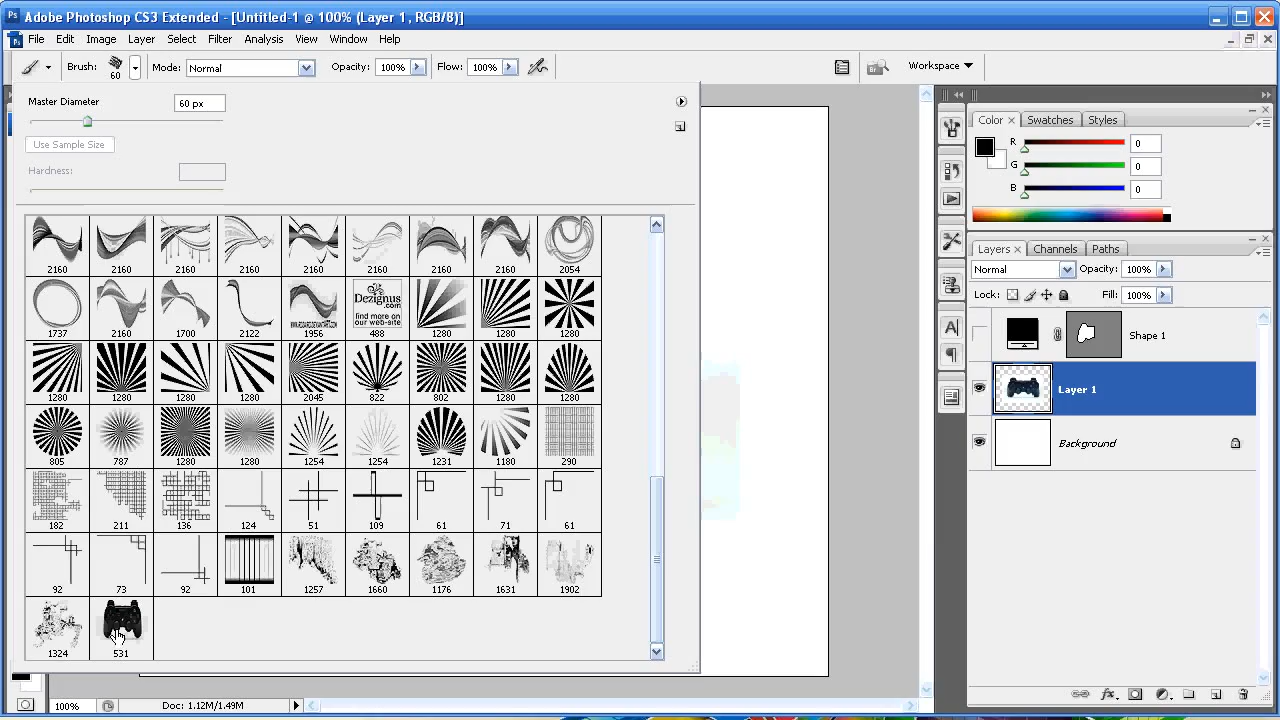 Adobe Photoshop CS3 Extended - [Untitled-1 @ 100% (Layer 1, RGB/8)]
File Edit Image Layer Select Filter Analysis View Window Help
Brush: 60 Mode: Normal Opacity: 100% Flow: 100% Workspace
Master Diameter 60 px
Use Sample Size
Hardness:
2160 2160 2160 2160 2160 2160 2160 2160 2054
Dezignus.com
find more on
our web-site
1737 2160 1700 2122 1956 488 1280 1280 1280
1280 1280 1280 1280 2048 822 802 1280 1280
805 787 1280 1280 1254 1254 1231 1180 290
182 211 136 124 51 109 61 71 61
92 73 92 101 1257 1660 1176 1631 1902
1324 531
100% Doc: 1.12M/1.3M
Color Swatches Styles
R 0
G 0
B 0
Layers Channels Paths
Normal Opacity: 100%
Lock: Fill: 100%
Shape 1
Layer 1
Background